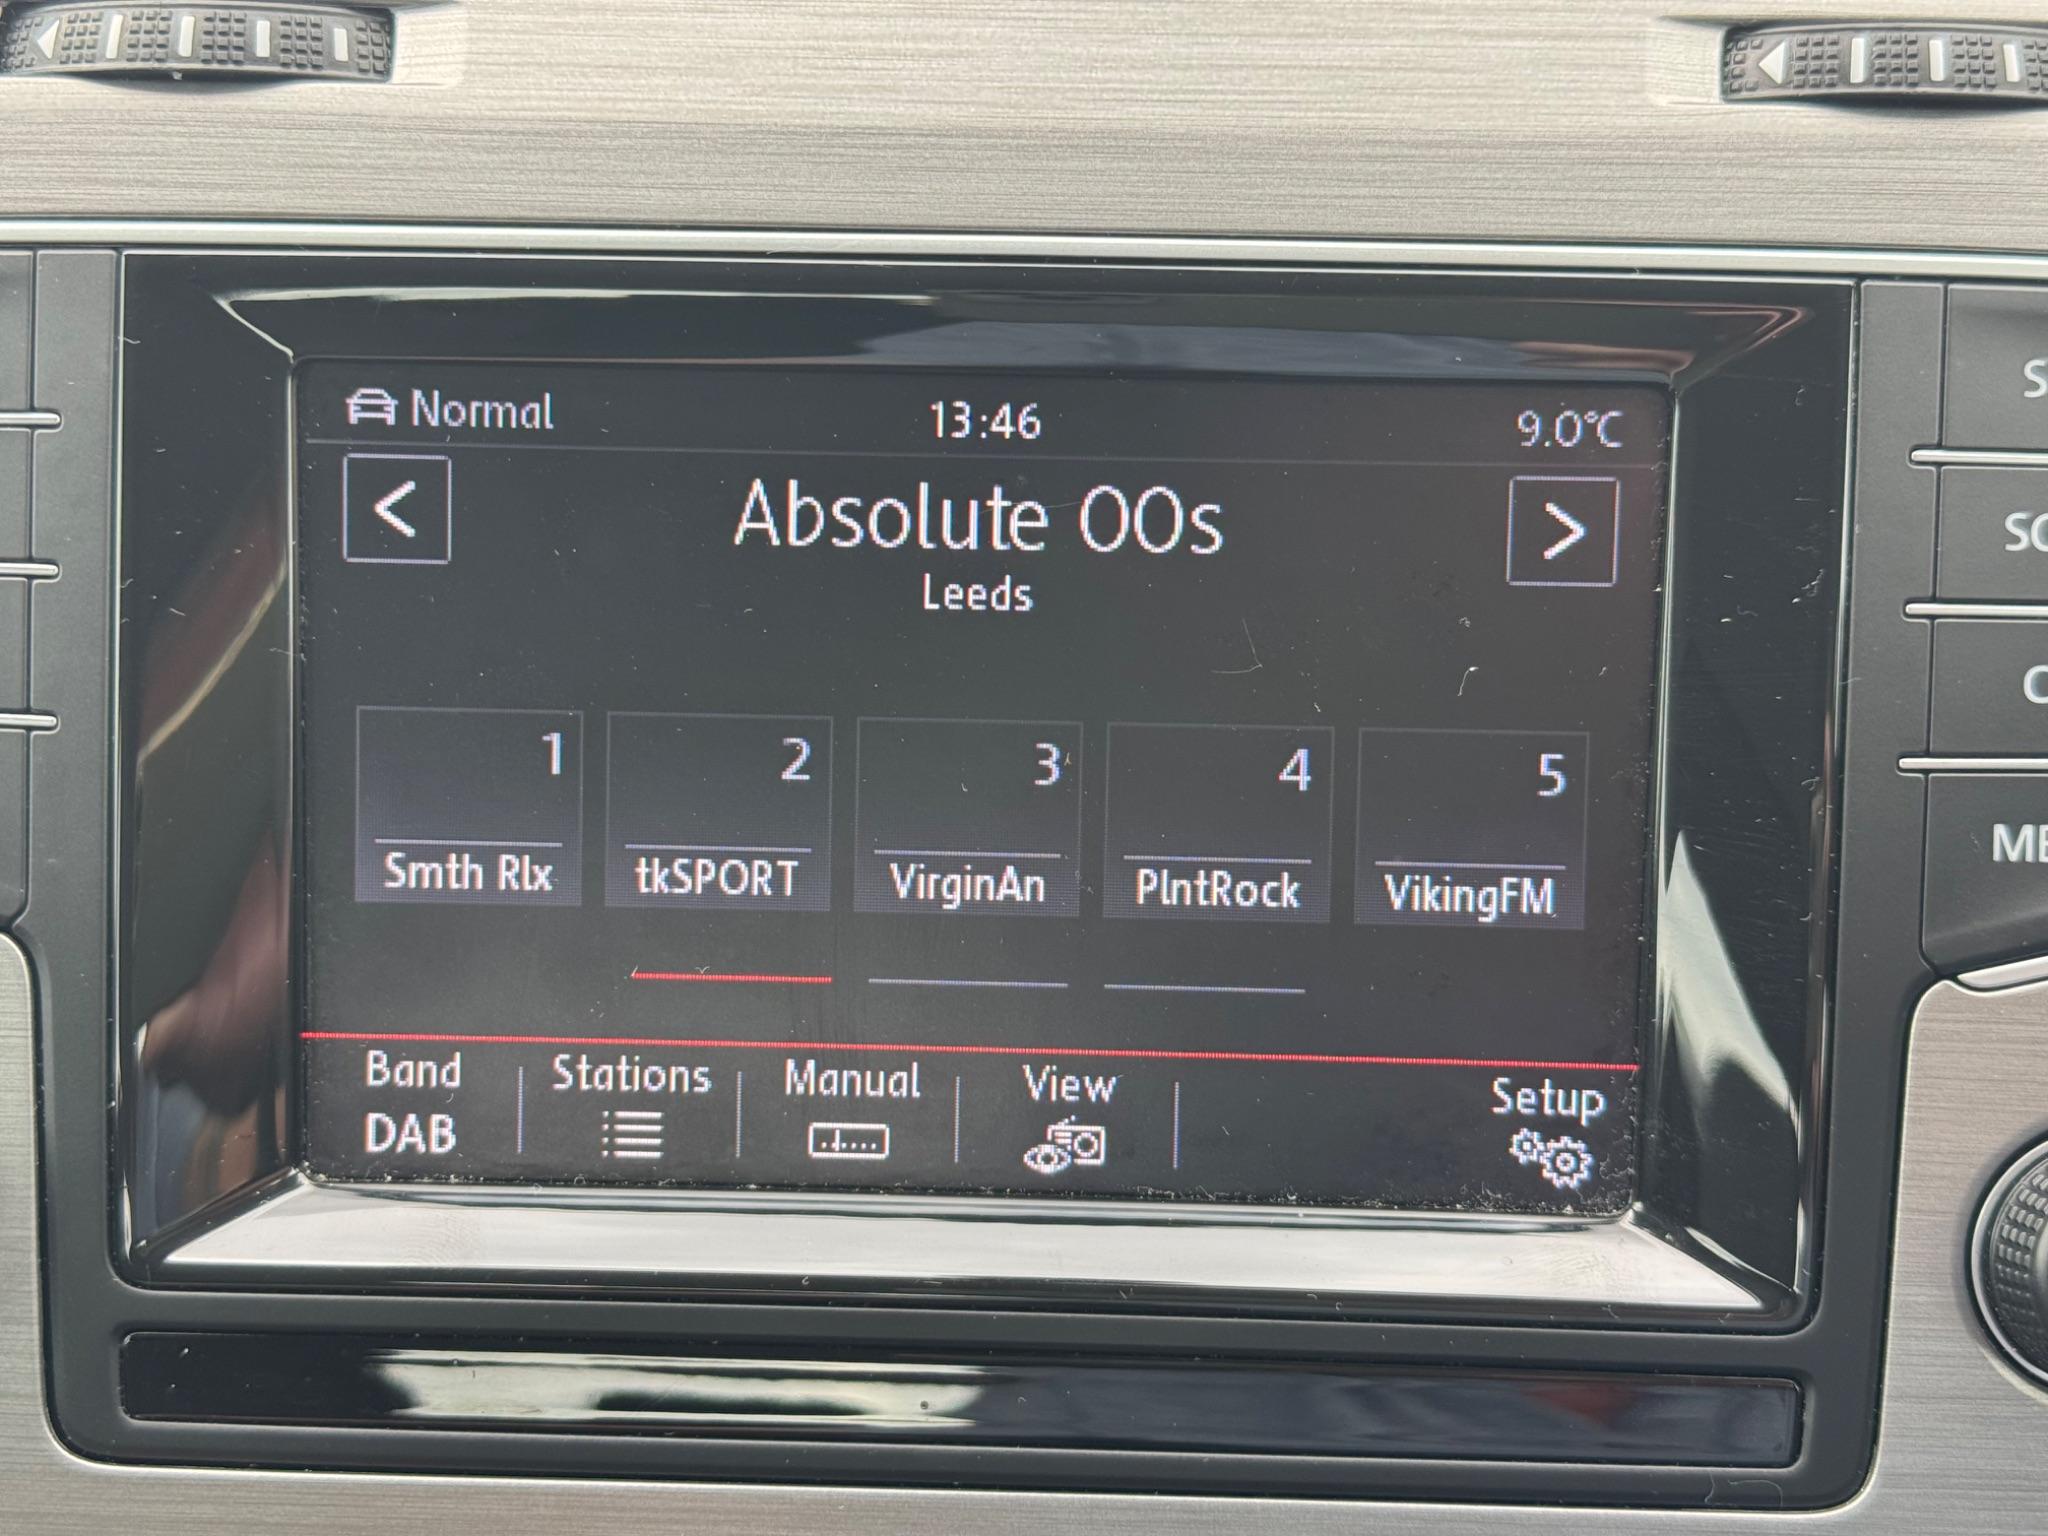 Normal 13:46 9.0°C
< Absolute 00s >
Leeds
1 2 3 4 5
Smth Rlx tkSPORT VirginAn PlntRock VikingFM
Band Stations Manual View Setup
DAB